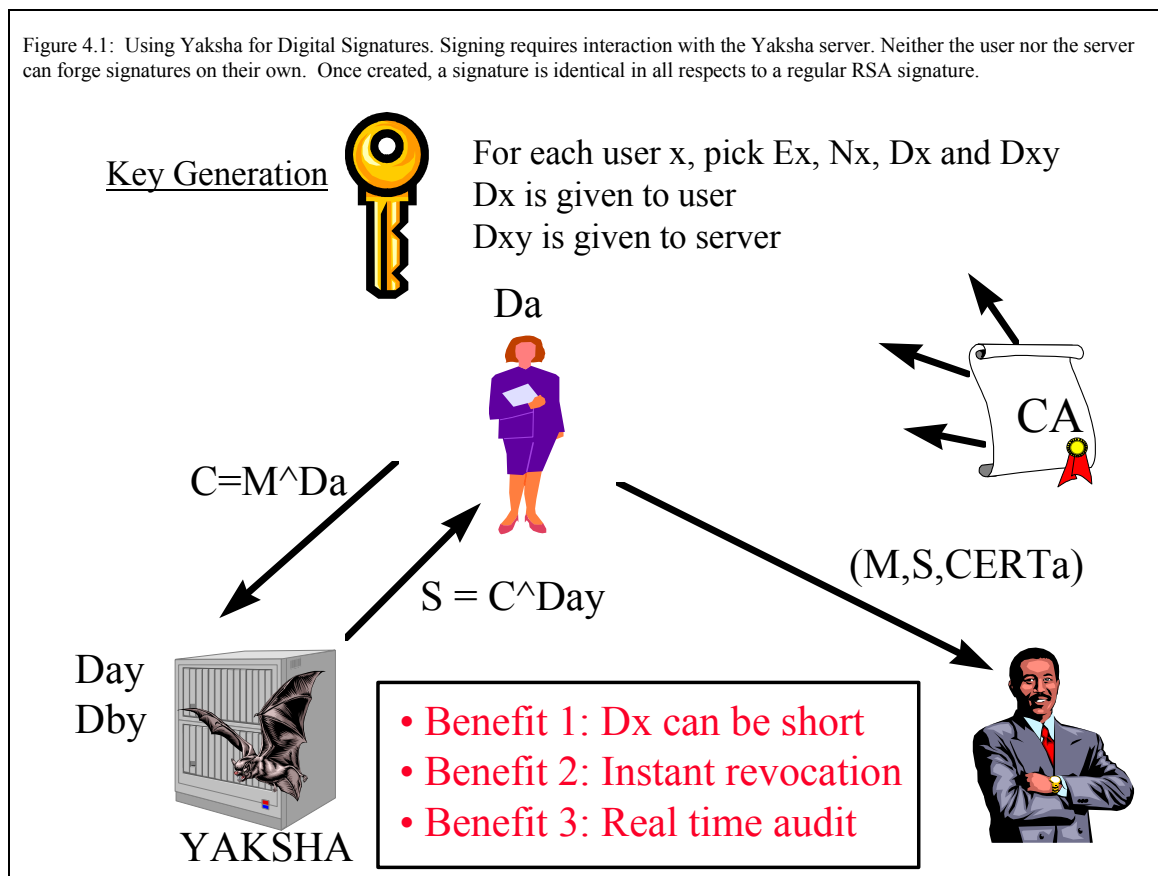 Figure 4.1: Using Yaksha for Digital Signatures. Signing requires interaction with the Yaksha server. Neither the user nor the server
can forge signatures on their own. Once created, a signature is identical in all respects to a regular RSA signature.
Key Generation
For each user x, pick Ex, Nx, Dx and Dxy
Dx is given to user
Dxy is given to server
Da
CA
C=M^Da
(M,S,CERTa)
S = C^Day
Day
Dby
YAKSHA
• Benefit 1: Dx can be short
• Benefit 2: Instant revocation
• Benefit 3: Real time audit